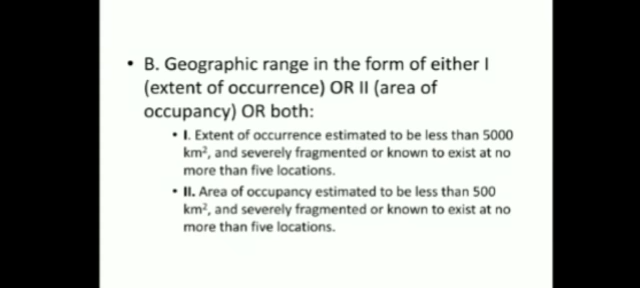 • B. Geographic range in the form of either I
(extent of occurrence) OR II (area of
occupancy) OR both:
• I. Extent of occurrence estimated to be less than 5000
km², and severely fragmented or known to exist at no
more than five locations.
• II. Area of occupancy estimated to be less than 500
km², and severely fragmented or known to exist at no
more than five locations.